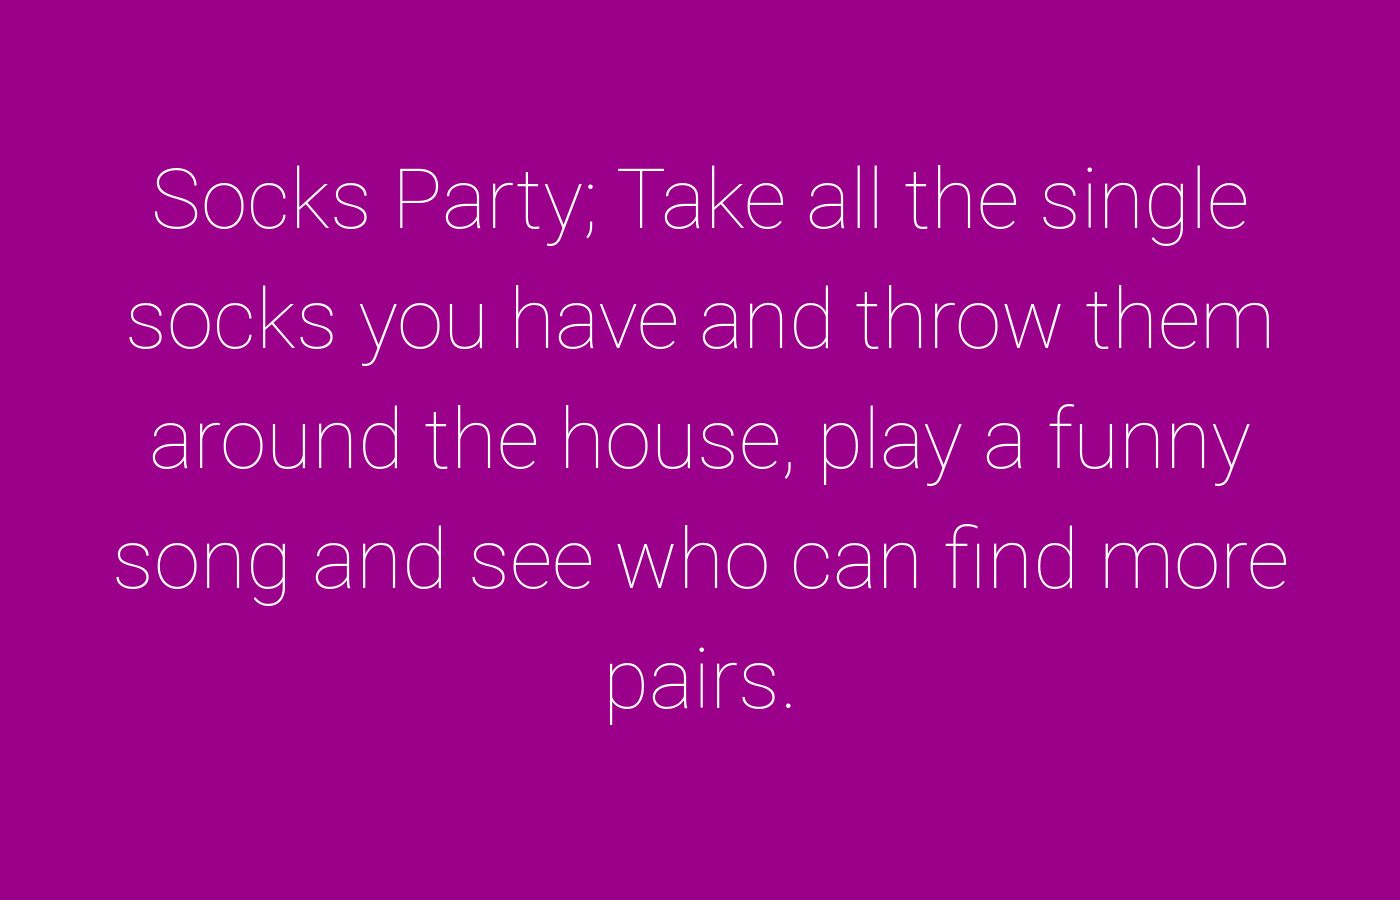 Socks Party; Take all the single
socks you have and throw them
around the house, play a funny
song and see who can find more
pairs.